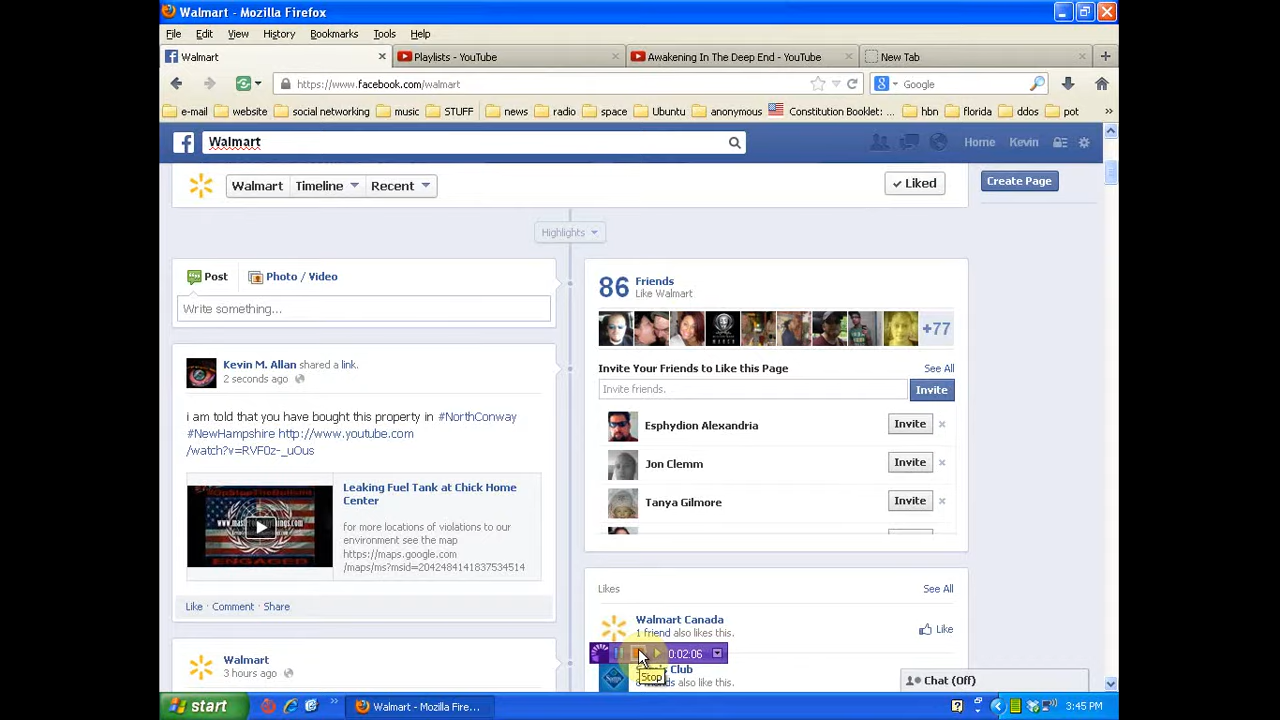 Walmart - Mozilla Firefox
File Edit View History Bookmarks Tools Help
Walmart
Playlists - YouTube
Awakening In The Deep End - YouTube
New Tab
https://www.facebook.com/walmart
Google
e-mail website social networking music STUFF news radio space Ubuntu anonymous Constitution Booklet: ... hbn florida ddos pot
Walmart
Home Kevin
Walmart Timeline Recent
Liked
Create Page
Highlights
Post Photo / Video
Write something...
86 Friends
Like Walmart
+77
Invite Your Friends to Like this Page See All
Invite friends. Invite
Esphydion Alexandria Invite
Jon Clemm Invite
Tanya Gilmore Invite
Kevin M. Allan shared a link.
2 seconds ago
i am told that you have bought this property in #NorthConway
#NewHampshire http://www.youtube.com
/watch?v=RVF0z-_uOus
Leaking Fuel Tank at Chick Home
Center
for more locations of violations to our
environment see the map
https://maps.google.com
/maps/ms?msid=2042484141837534514
ENGAGED
Like · Comment · Share
Walmart
3 hours ago
Likes See All
Walmart Canada
1 friend also likes this.
Like
0:02:06
Stop
Club
friends also like this.
Chat (Off)
start
Walmart - Mozilla Fire...
3:45 PM